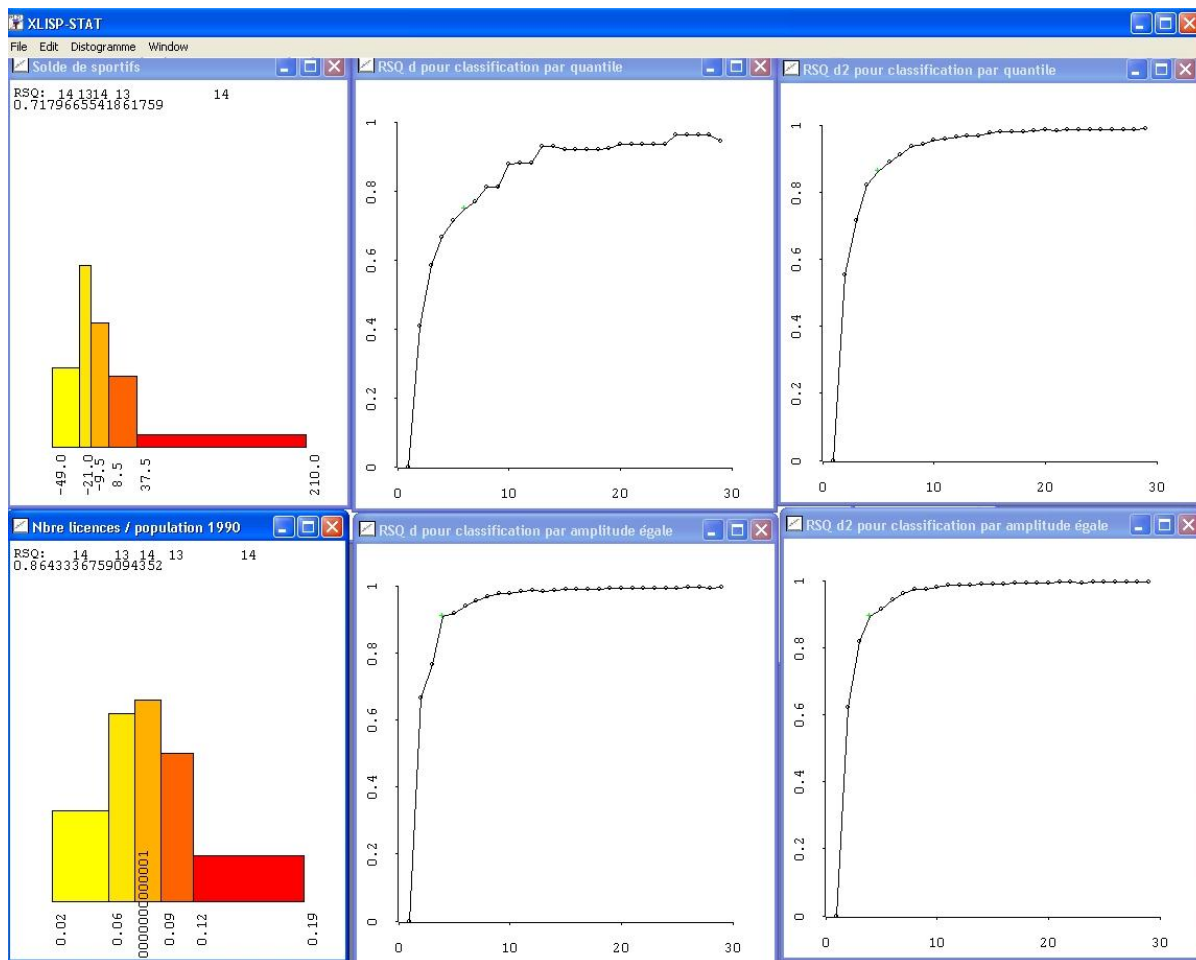 XLISP-STAT
File Edit Distogramme Window
Solde de sportifs
RSQ: 14 1314 13 14
0.7179665541861759
-49.0 -21.0 -9.5 8.5 37.5 210.0
RSQ d pour classification par quantile
1
0.8
0.6
0.4
0.2
0
0 10 20 30
RSQ d2 pour classification par quantile
1
0.8
0.6
0.4
0.2
0
0 10 20 30
Nbre licences / population 1990
RSQ: 14 13 14 13 14
0.8643336759094352
0.02 0.06 0.09 0.12 0.19
RSQ d pour classification par amplitude égale
1
0.8
0.6
0.4
0.2
0
0 10 20 30
RSQ d2 pour classification par amplitude égale
1
0.8
0.6
0.4
0.2
0
0 10 20 30